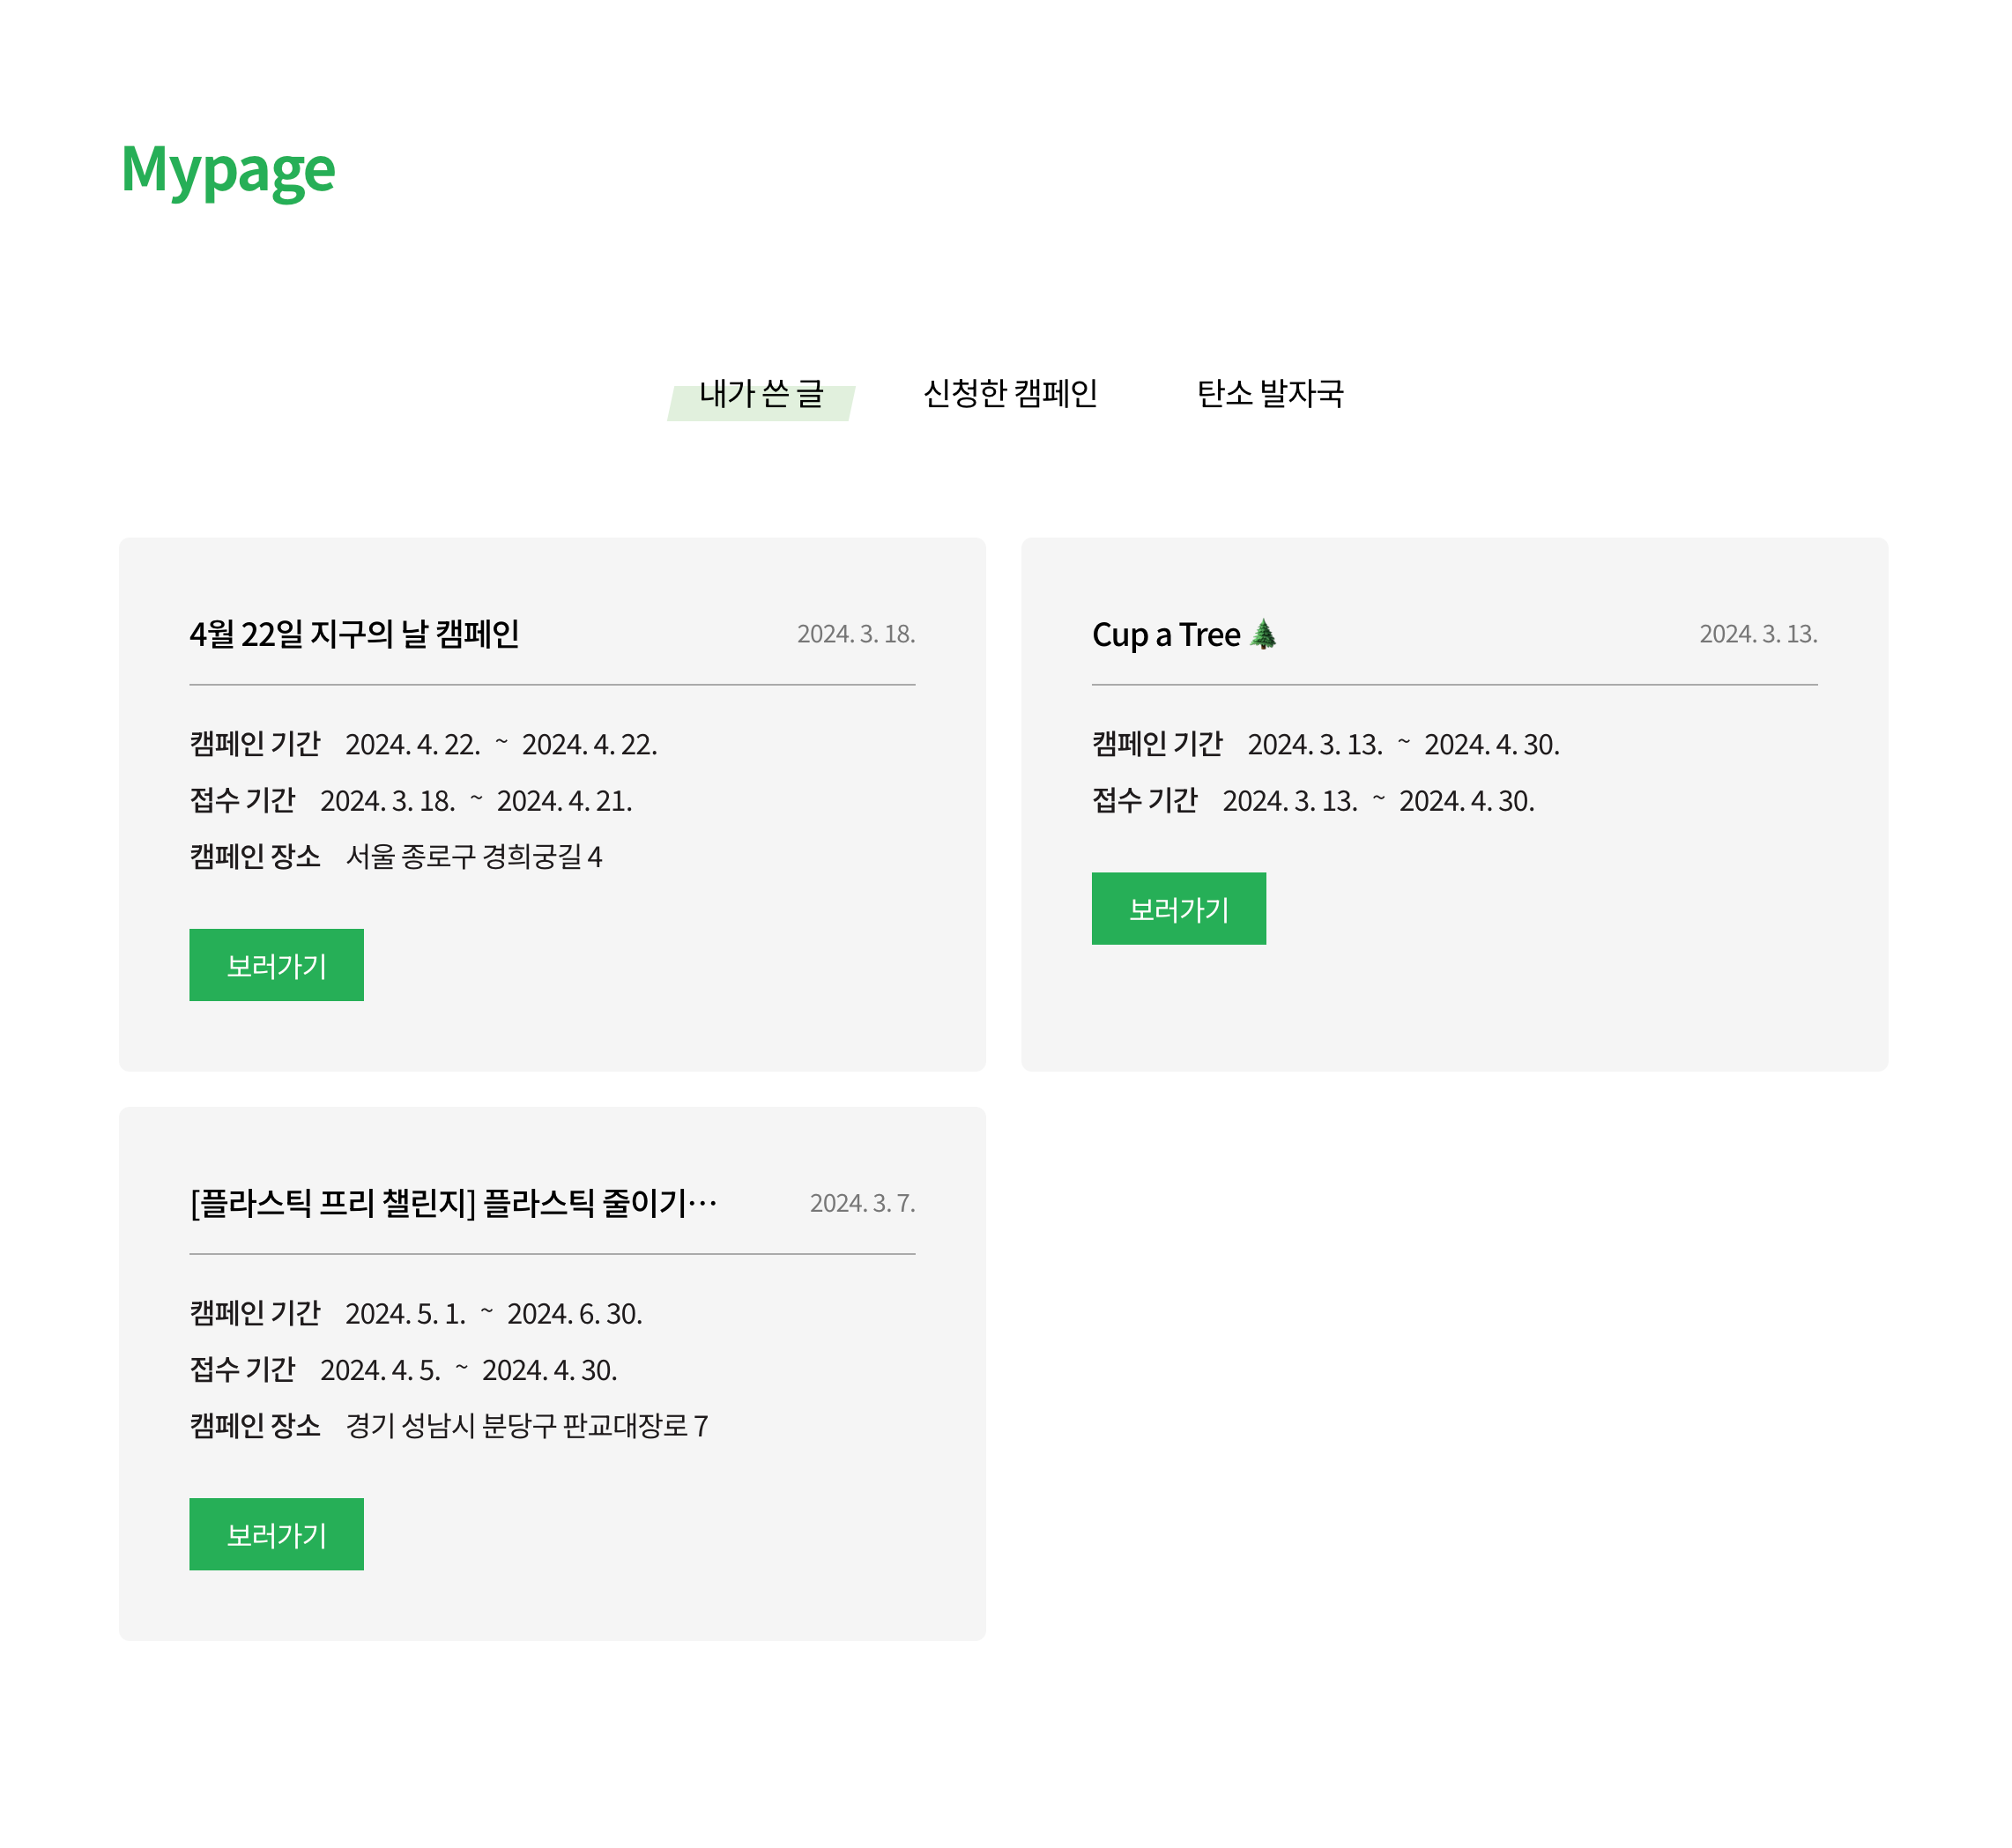 Mypage
내가 쓴 글 신청한 캠페인 탄소 발자국
4월 22일 지구의 날 캠페인 2024. 3. 18.
캠페인 기간 2024. 4. 22. ~ 2024. 4. 22.
접수 기간 2024. 3. 18. ~ 2024. 4. 21.
캠페인 장소 서울 종로구 경희궁길 4
보러가기
Cup a Tree 🌲 2024. 3. 13.
캠페인 기간 2024. 3. 13. ~ 2024. 4. 30.
접수 기간 2024. 3. 13. ~ 2024. 4. 30.
보러가기
[플라스틱 프리 챌린지] 플라스틱 줄이기… 2024. 3. 7.
캠페인 기간 2024. 5. 1. ~ 2024. 6. 30.
접수 기간 2024. 4. 5. ~ 2024. 4. 30.
캠페인 장소 경기 성남시 분당구 판교대장로 7
보러가기